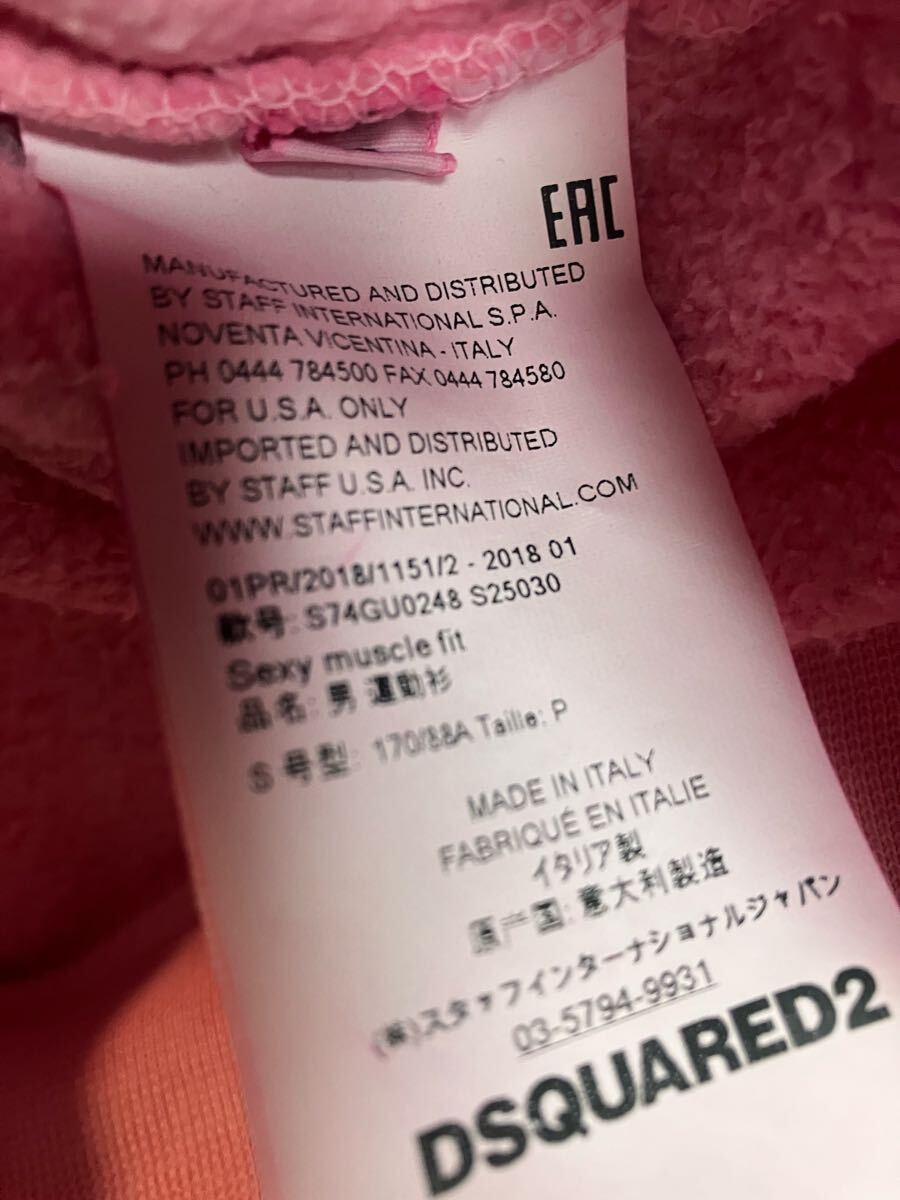 EAC
MANUFACTURED AND DISTRIBUTED
BY STAFF INTERNATIONAL S.P.A.
NOVENTA VICENTINA - ITALY
PH 0444 784500 FAX 0444 784580
FOR U.S.A. ONLY
IMPORTED AND DISTRIBUTED
BY STAFF U.S.A. INC.
WWW.STAFFINTERNATIONAL.COM
01PR/2018/1151/2 - 2018 01
款号: S74GU0248 S25030
Sexy muscle fit
品名: 男 運動衫
S 号型: 170/88A Taille: P
MADE IN ITALY
FABRIQUÉ EN ITALIE
イタリア製
原产国: 意大利製造
(株)スタッフインターナショナルジャパン
03-5794-9931
DSQUARED2